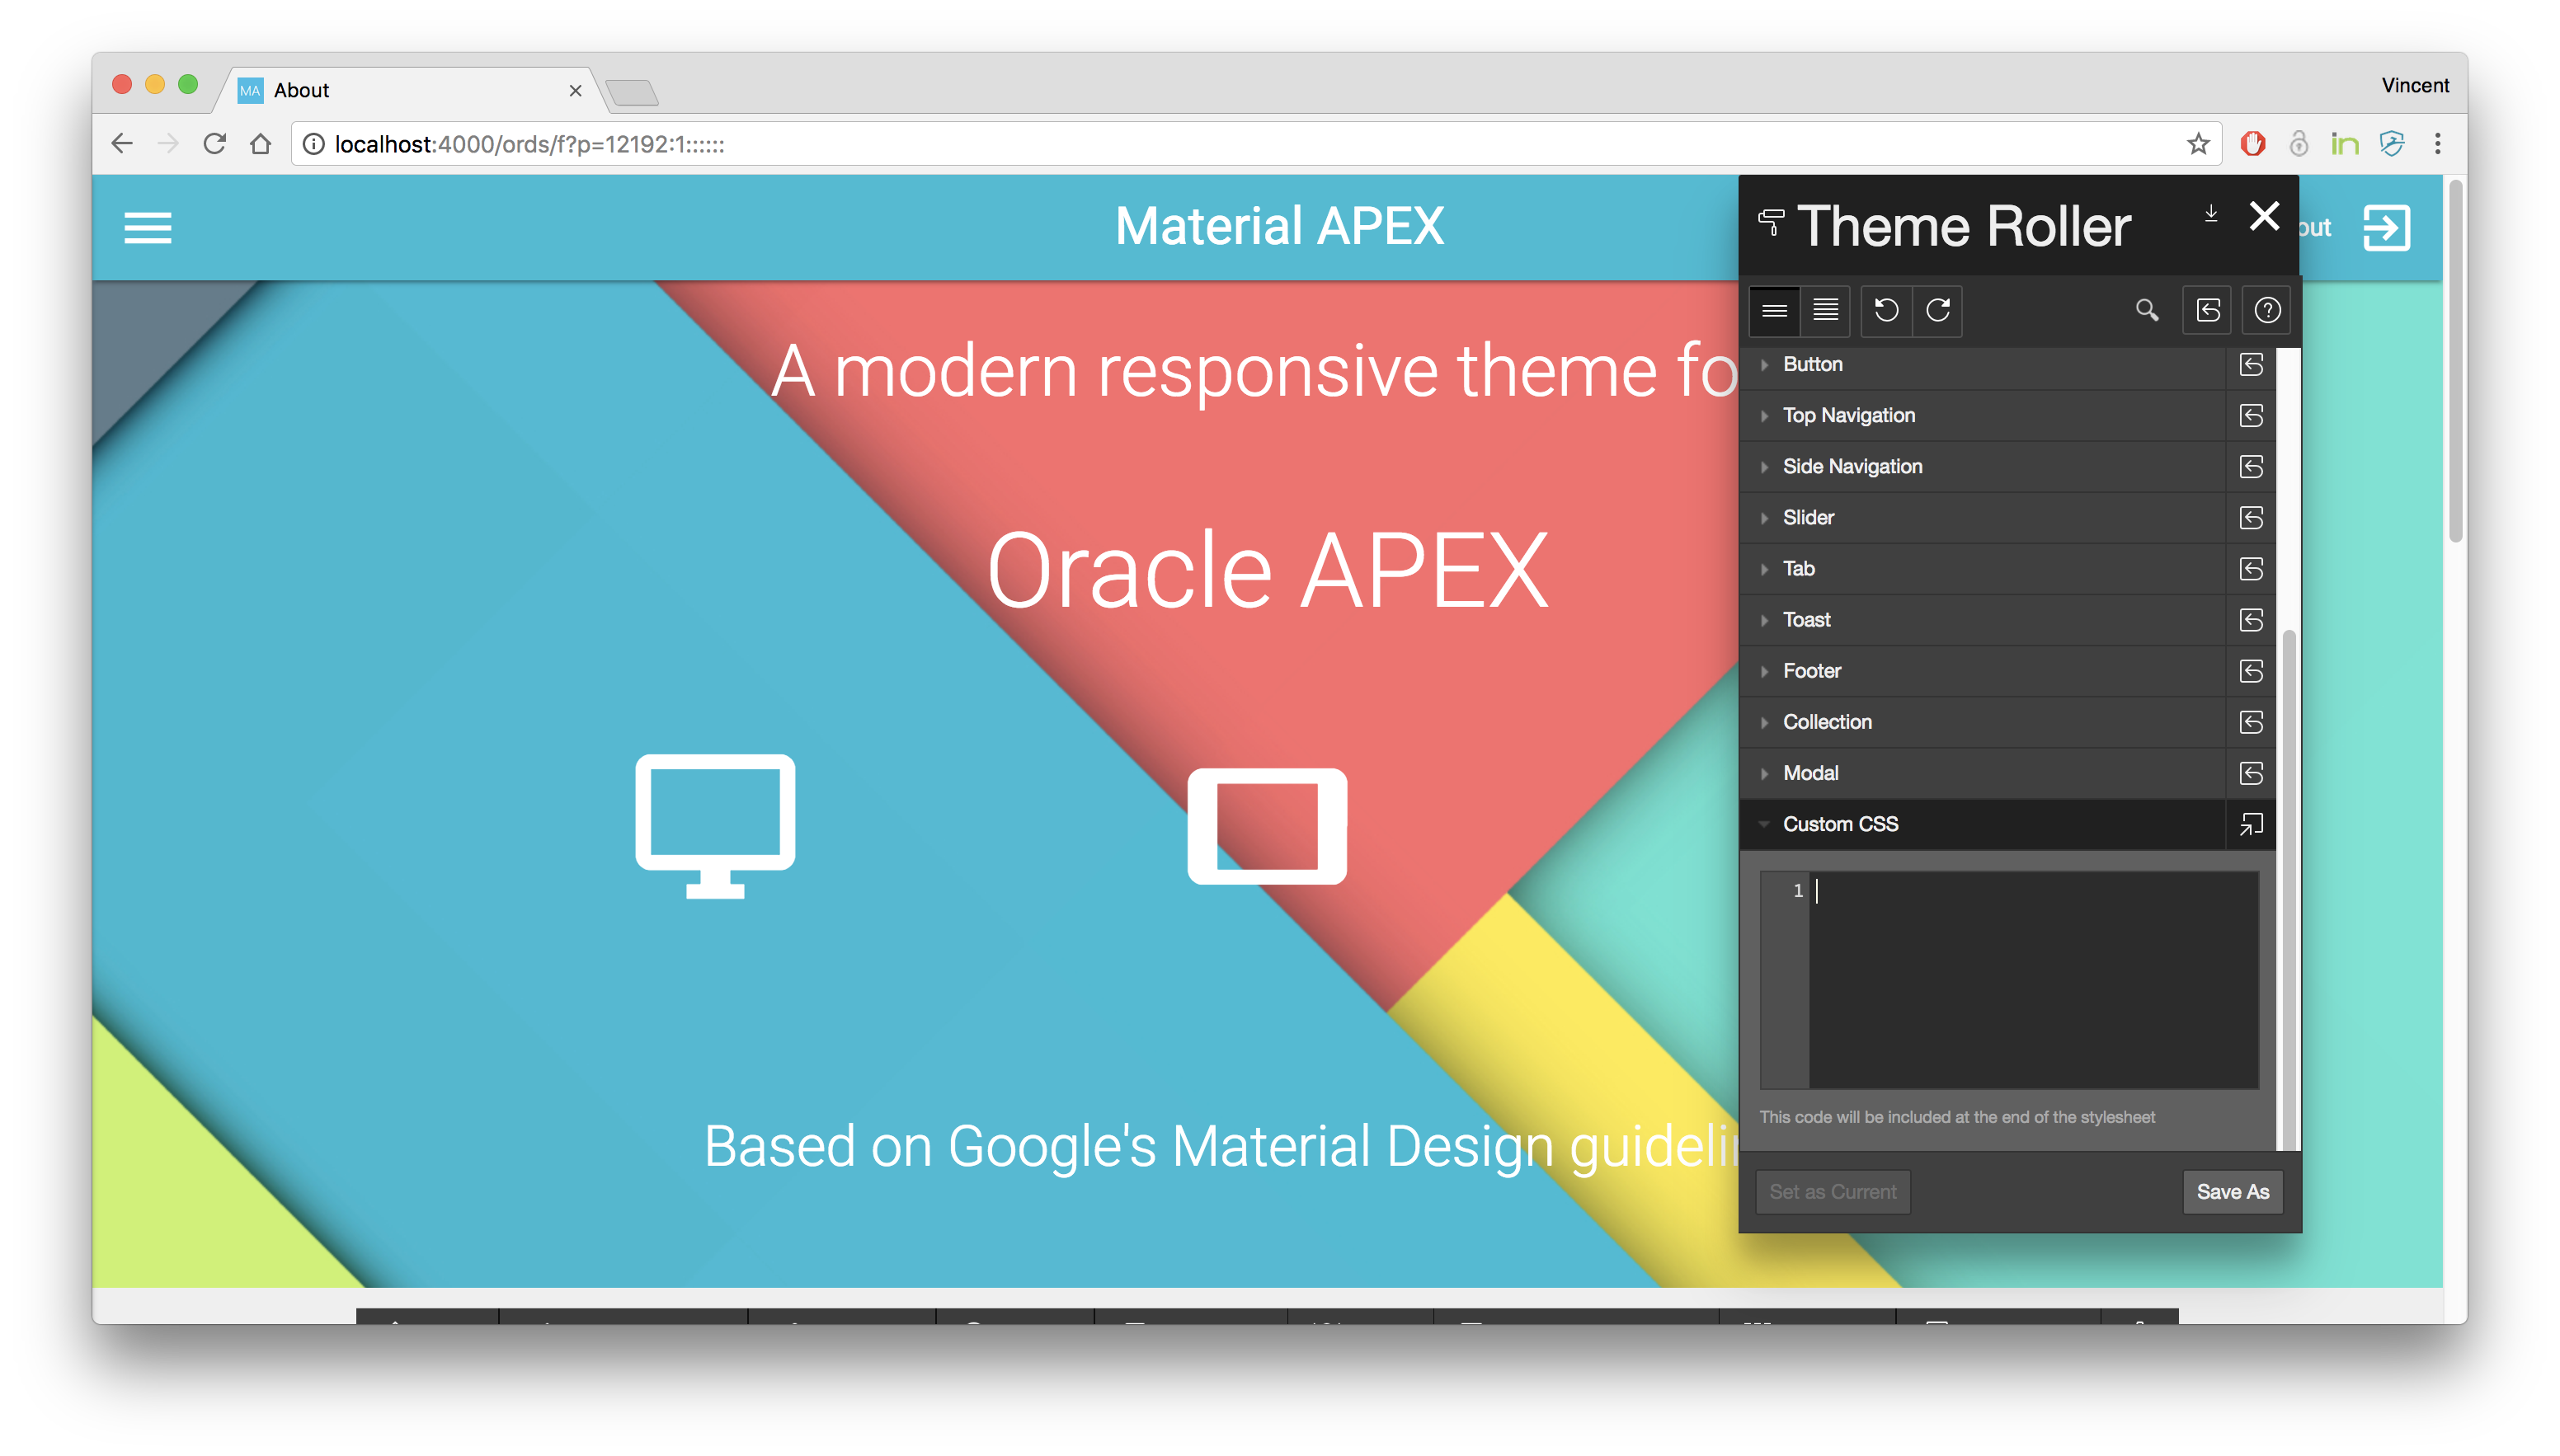 MA About
Vincent
localhost:4000/ords/f?p=12192:1::::::
Material APEX
Theme Roller
out
A modern responsive theme fo
Oracle APEX
Based on Google's Material Design guideli
Button
Top Navigation
Side Navigation
Slider
Tab
Toast
Footer
Collection
Modal
Custom CSS
1
This code will be included at the end of the stylesheet
Set as Current
Save As